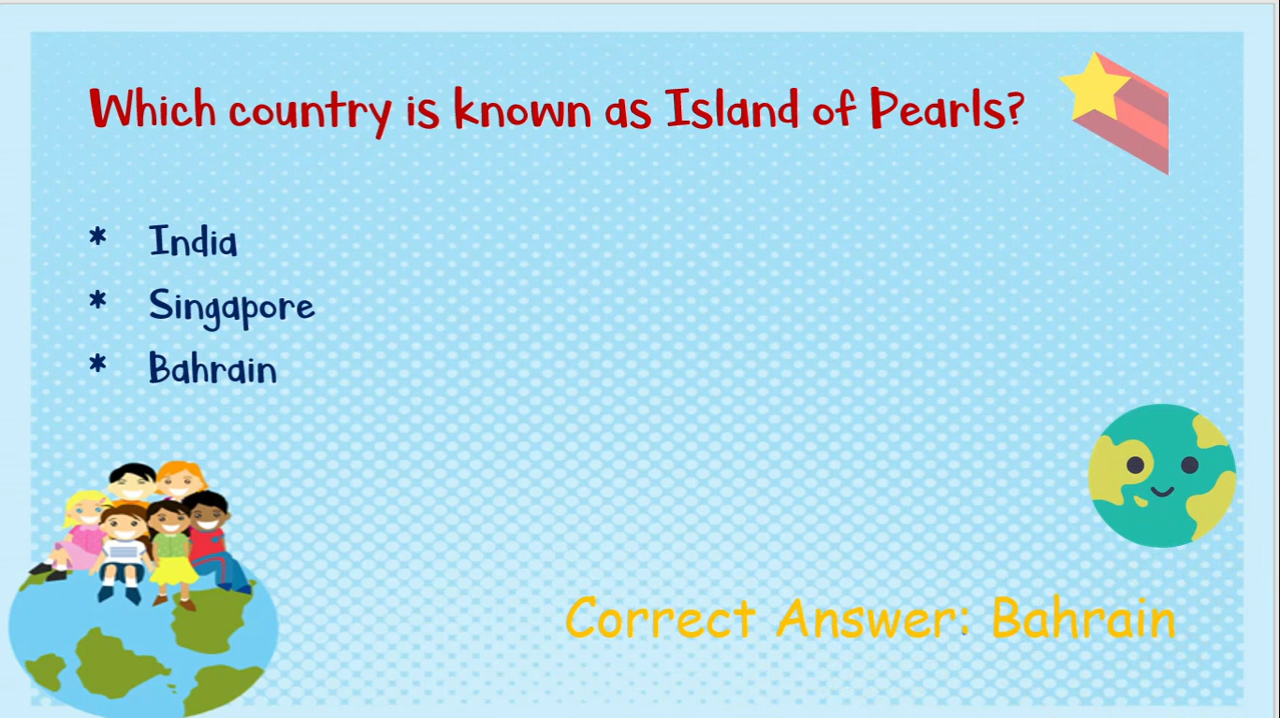 Which country is known as Island of Pearls?
* India
* Singapore
* Bahrain
Correct Answer: Bahrain